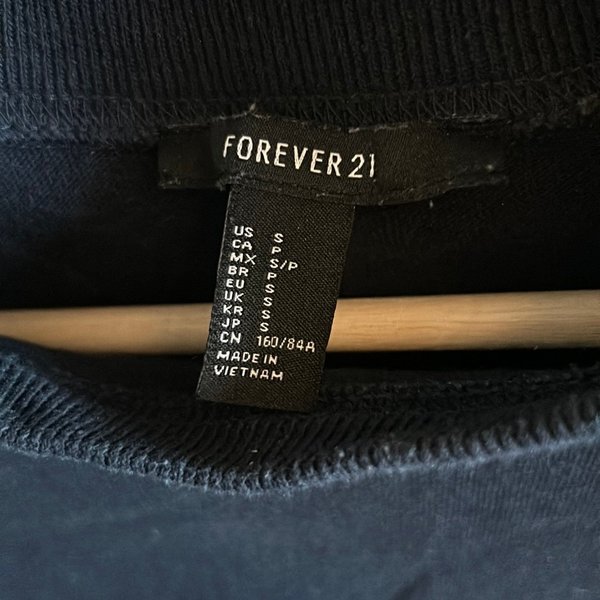 FOREVER 21
US S
CA P
MX S/P
BR P
EU S
UK S
KR S
JP S
CN 160/84A
MADE IN
VIETNAM